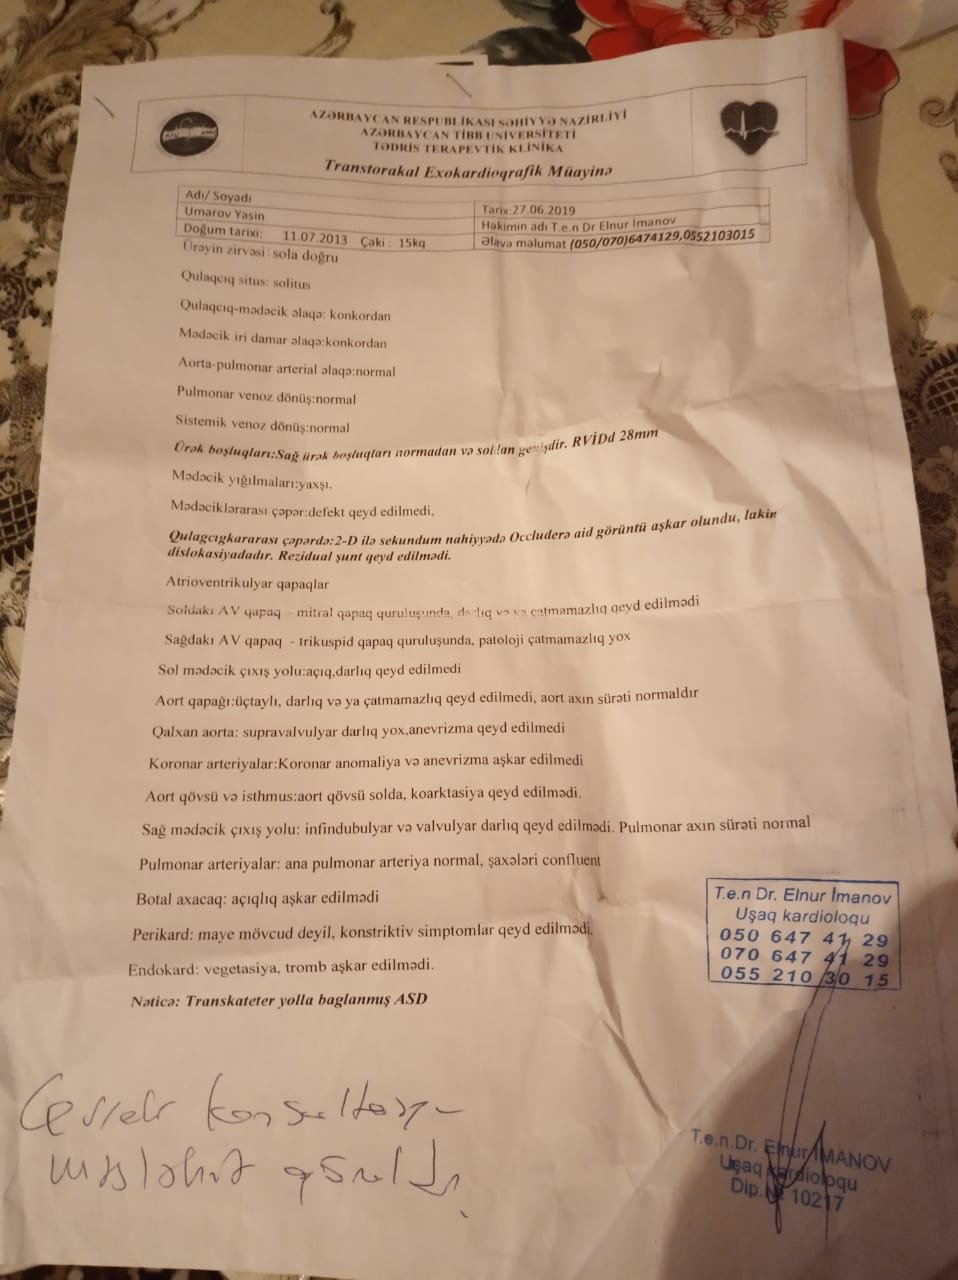 AZƏRBAYCAN RESPUBLİKASI SƏHİYYƏ NAZİRLİYİ
AZƏRBAYCAN TİBB UNİVERSİTETİ
TƏDRİS TERAPEVTİK KLİNİKA
Transtorakal Exokardioqrafik Müayinə
Adı/ Soyadı
Umarov Yasin
Doğum tarixi: 11.07.2013 Çəki : 15kq
Tarix:27.06.2019
Həkimin adı T.e.n Dr Elnur İmanov
Əlavə məlumat (050/070)6474129,0552103015
Ürəyin zirvəsi : sola doğru
Qulaqcıq situs: solitus
Qulaqcıq-mədəcik əlaqə: konkordan
Mədəcik iri damar əlaqə:konkordan
Aorta-pulmonar arterial əlaqə:normal
Pulmonar venoz dönüş:normal
Sistemik venoz dönüş:normal
Ürək boşluqları:Sağ ürək boşluqları normadan və soldan genişdir. RVİDd 28mm
Mədəcik yığılmaları:yaxşı,
Mədəciklərarası çəpər:defekt qeyd edilmedi,
Qulagcıgkararası çəpərdə:2-D ilə sekundum nahiyyədə Occluderə aid görüntü aşkar olundu, lakin
dislokasiyadadır. Rezidual şunt qeyd edilmədi.
Atrioventrikulyar qapaqlar
Soldakı AV qapaq – mitral qapaq quruluşunda, darlıq və ya çatmamazlıq qeyd edilmədi
Sağdakı AV qapaq - trikuspid qapaq quruluşunda, patoloji çatmamazlıq yox
Sol mədəcik çıxış yolu:açıq,darlıq qeyd edilmedi
Aort qapağı:üçtaylı, darlıq və ya çatmamazlıq qeyd edilmedi, aort axın sürəti normaldır
Qalxan aorta: supravalvulyar darlıq yox,anevrizma qeyd edilmedi
Koronar arteriyalar:Koronar anomaliya və anevrizma aşkar edilmedi
Aort qövsü və isthmus:aort qövsü solda, koarktasiya qeyd edilmədi.
Sağ mədəcik çıxış yolu: infindubulyar və valvulyar darlıq qeyd edilmədi. Pulmonar axın sürəti normal
Pulmonar arteriyalar: ana pulmonar arteriya normal, şaxələri confluent
Botal axacaq: açıqlıq aşkar edilmədi
Perikard: maye mövcud deyil, konstriktiv simptomlar qeyd edilmədi.
Endokard: vegetasiya, tromb aşkar edilmədi.
Nəticə: Transkateter yolla baglanmuş ASD
T.e.n Dr. Elnur İmanov
Uşaq kardioloqu
050 647 41 29
070 647 41 29
055 210 30 15
məsləhət
T.e.n.Dr. Elnur İMANOV
Uşaq kardioloqu
Dip.№ 10217